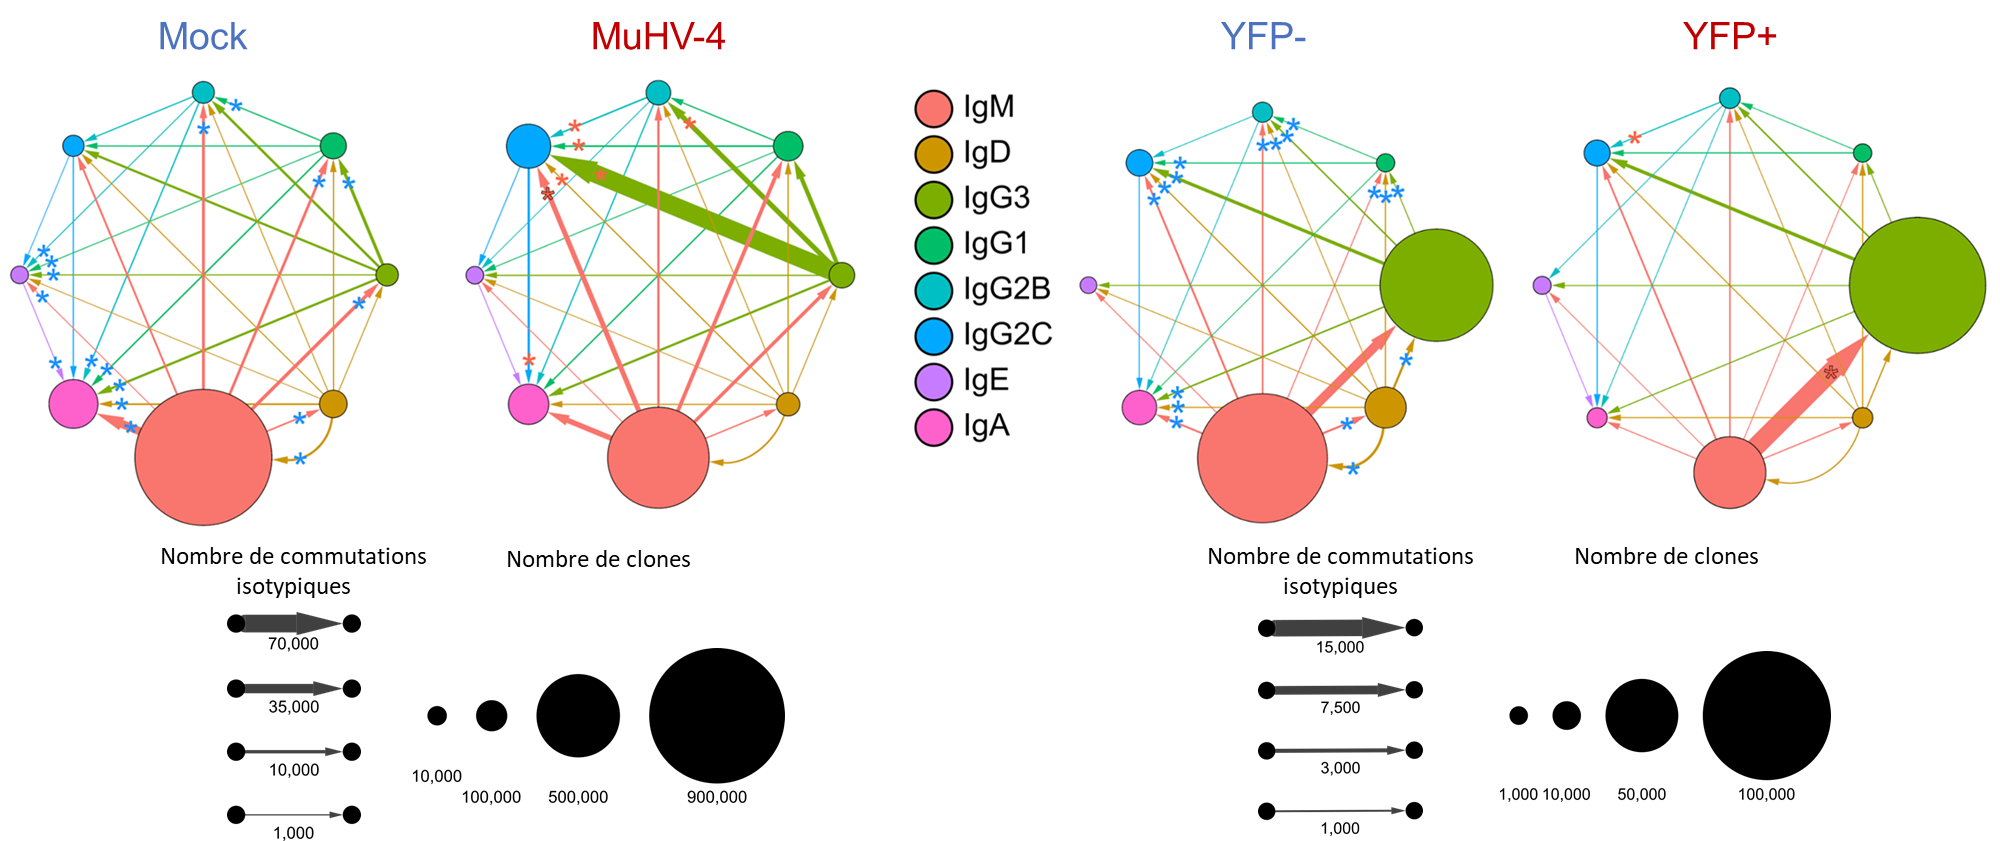 Mock
MuHV-4
YFP-
YFP+
IgM
IgD
IgG3
IgG1
IgG2B
IgG2C
IgE
IgA
Nombre de commutations
isotypiques
70,000
35,000
10,000
1,000
Nombre de clones
10,000
100,000
500,000
900,000
Nombre de commutations
isotypiques
15,000
7,500
3,000
1,000
Nombre de clones
1,000
10,000
50,000
100,000